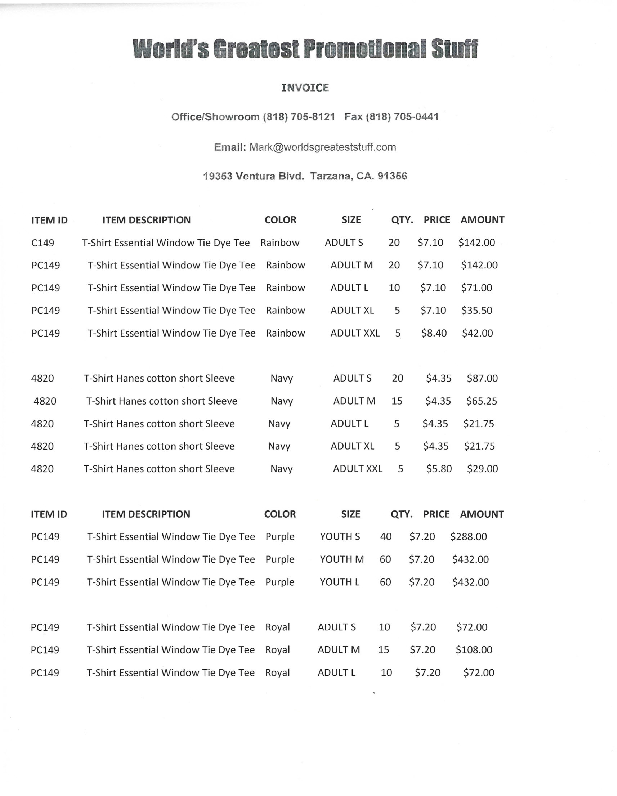 World's Greatest Promotional Stuff
INVOICE
Office/Showroom (818) 705-8121 Fax (818) 705-0441
Email: Mark@worldsgreateststuff.com
19353 Ventura Blvd. Tarzana, CA. 91356
ITEM ID ITEM DESCRIPTION COLOR SIZE QTY. PRICE AMOUNT
C149 T-Shirt Essential Window Tie Dye Tee Rainbow ADULT S 20 $7.10 $142.00
PC149 T-Shirt Essential Window Tie Dye Tee Rainbow ADULT M 20 $7.10 $142.00
PC149 T-Shirt Essential Window Tie Dye Tee Rainbow ADULT L 10 $7.10 $71.00
PC149 T-Shirt Essential Window Tie Dye Tee Rainbow ADULT XL 5 $7.10 $35.50
PC149 T-Shirt Essential Window Tie Dye Tee Rainbow ADULT XXL 5 $8.40 $42.00
4820 T-Shirt Hanes cotton short Sleeve Navy ADULT S 20 $4.35 $87.00
4820 T-Shirt Hanes cotton short Sleeve Navy ADULT M 15 $4.35 $65.25
4820 T-Shirt Hanes cotton short Sleeve Navy ADULT L 5 $4.35 $21.75
4820 T-Shirt Hanes cotton short Sleeve Navy ADULT XL 5 $4.35 $21.75
4820 T-Shirt Hanes cotton short Sleeve Navy ADULT XXL 5 $5.80 $29.00
ITEM ID ITEM DESCRIPTION COLOR SIZE QTY. PRICE AMOUNT
PC149 T-Shirt Essential Window Tie Dye Tee Purple YOUTH S 40 $7.20 $288.00
PC149 T-Shirt Essential Window Tie Dye Tee Purple YOUTH M 60 $7.20 $432.00
PC149 T-Shirt Essential Window Tie Dye Tee Purple YOUTH L 60 $7.20 $432.00
PC149 T-Shirt Essential Window Tie Dye Tee Royal ADULT S 10 $7.20 $72.00
PC149 T-Shirt Essential Window Tie Dye Tee Royal ADULT M 15 $7.20 $108.00
PC149 T-Shirt Essential Window Tie Dye Tee Royal ADULT L 10 $7.20 $72.00